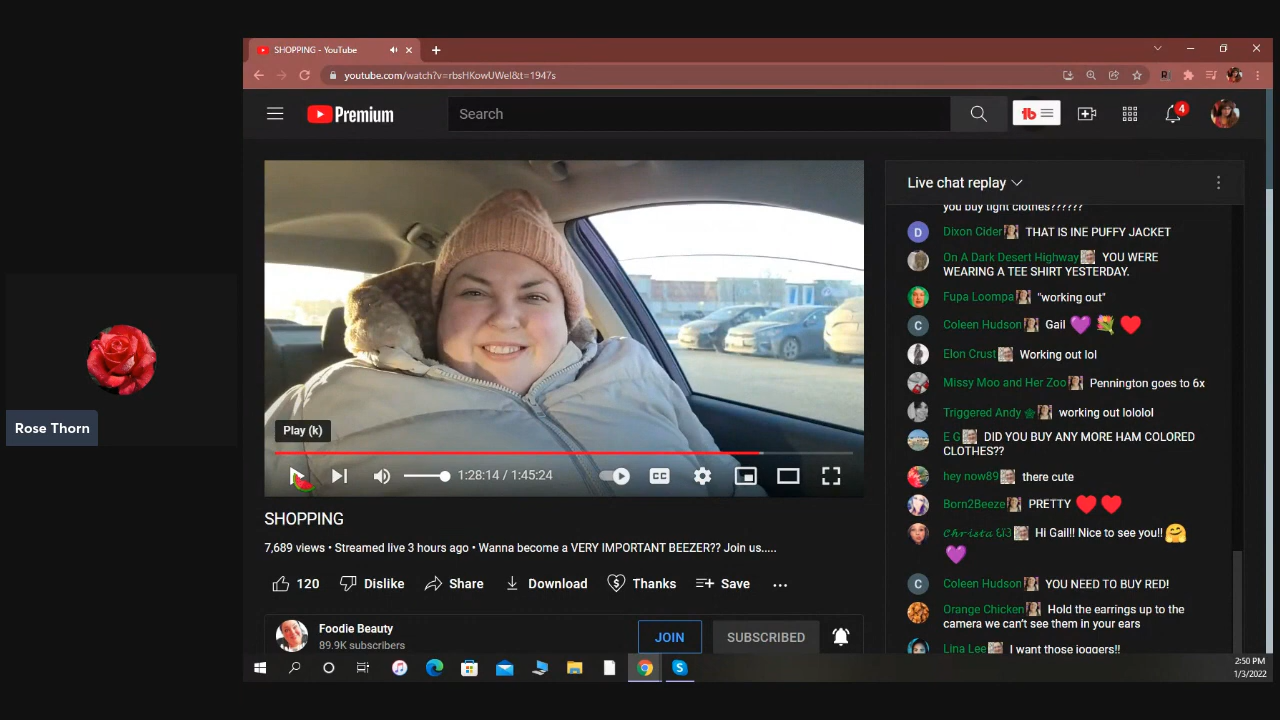 SHOPPING - YouTube
youtube.com/watch?v=rbsHKowUWeI&t=1947s
Premium
Search
tb
4
Live chat replay
you buy tight clothes??????
D Dixon Cider THAT IS INE PUFFY JACKET
On A Dark Desert Highway YOU WERE
WEARING A TEE SHIRT YESTERDAY.
Fupa Loompa "working out"
C Coleen Hudson Gail 💜 💐 ❤️
Elon Crust Working out lol
Missy Moo and Her Zoo Pennington goes to 6x
Triggered Andy working out lololol
E G DID YOU BUY ANY MORE HAM COLORED
CLOTHES??
hey now89 there cute
Born2Beeze PRETTY ❤️ ❤️
Hi Gail!! Nice to see you!! 🤗
💜
C Coleen Hudson YOU NEED TO BUY RED!
Orange Chicken Hold the earrings up to the
camera we can't see them in your ears
Lina Lee I want those joggers!!
Rose Thorn
Play (k)
1:28:14 / 1:45:24
CC
SHOPPING
7,689 views • Streamed live 3 hours ago • Wanna become a VERY IMPORTANT BEEZER?? Join us.....
120 Dislike Share Download Thanks Save ...
Foodie Beauty
89.9K subscribers
JOIN SUBSCRIBED
2:50 PM
1/3/2022